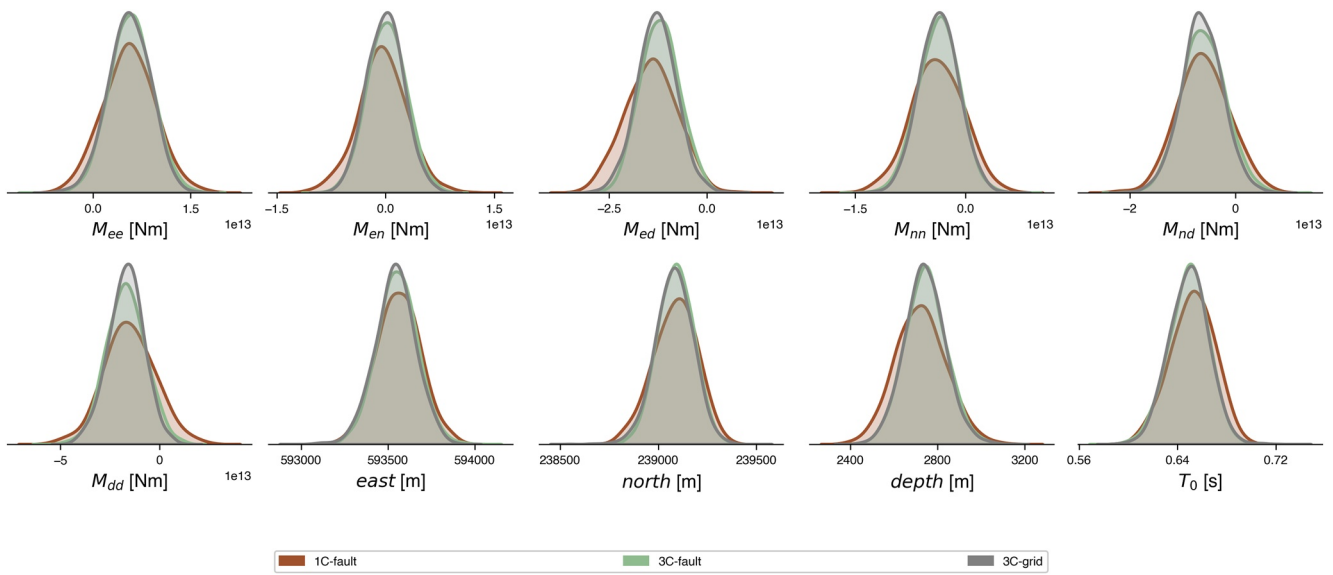 0.0 1.5
1e13
M_ee [Nm]
−1.5 0.0 1.5
1e13
M_en [Nm]
−2.5 0.0
1e13
M_ed [Nm]
−1.5 0.0
1e13
M_nn [Nm]
−2 0
1e13
M_nd [Nm]
−5 0
1e13
M_dd [Nm]
593000 593500 594000
east [m]
238500 239000 239500
north [m]
2400 2800 3200
depth [m]
0.56 0.64 0.72
T_0 [s]
1C-fault 3C-fault 3C-grid